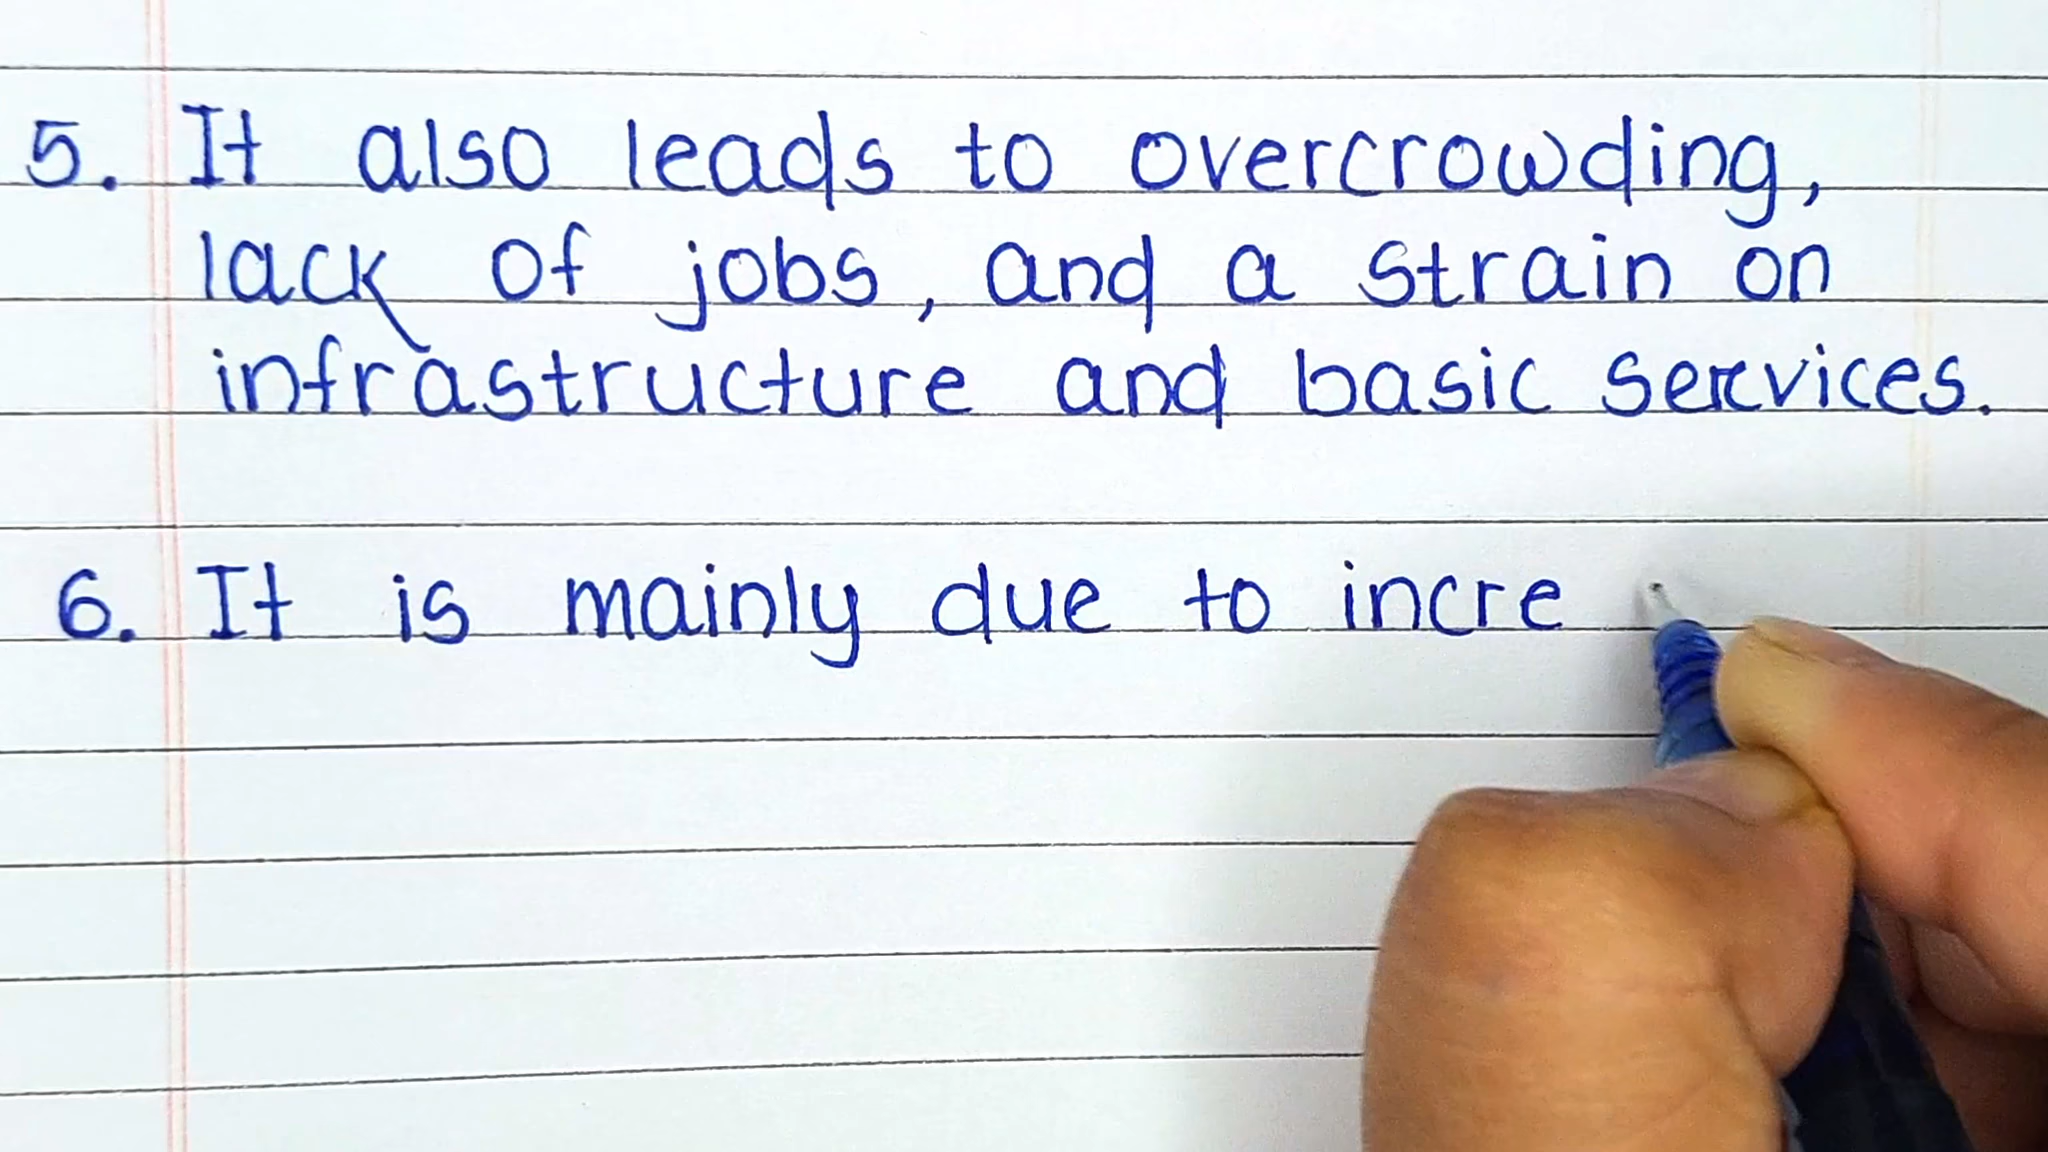 5. It also leads to overcrowding,
lack of jobs, and a strain on
infrastructure and basic services.
6. It is mainly due to incre